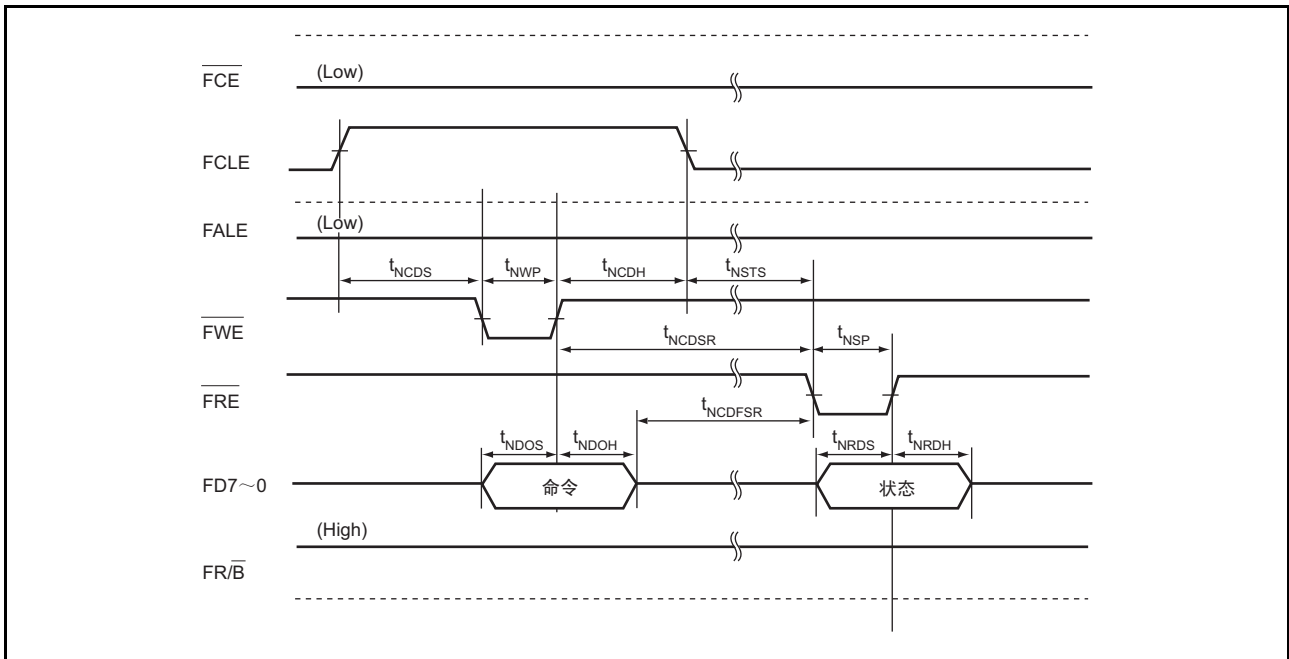 FCE
(Low)
FCLE
FALE
(Low)
tNCDS
tNWP
tNCDH
tNSTS
FWE
tNCDSR
tNSP
FRE
tNCDFSR
tNDOS
tNDOH
tNRDS
tNRDH
FD7～0
命令
状态
(High)
FR/B